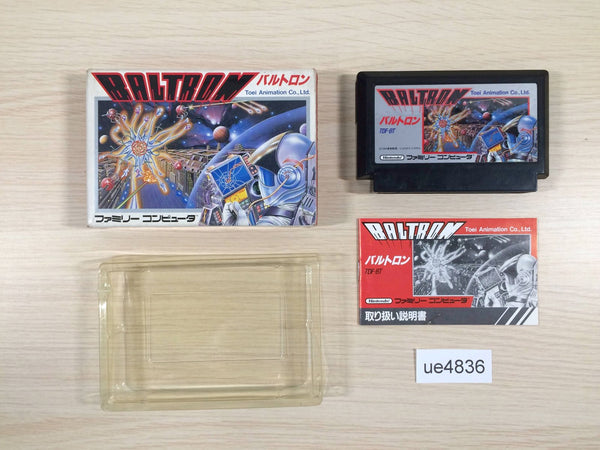 BALTRON
バルトロン
Toei Animation Co., Ltd.
ファミリー コンピュータ
BALTRON
Toei Animation Co., Ltd.
バルトロン
TDF-BT
Nintendo
ファミリー コンピュータ
BALTRON
Toei Animation Co., Ltd.
バルトロン
TDF-BT
Nintendo
ファミリー コンピュータ
取り扱い説明書
ue4836